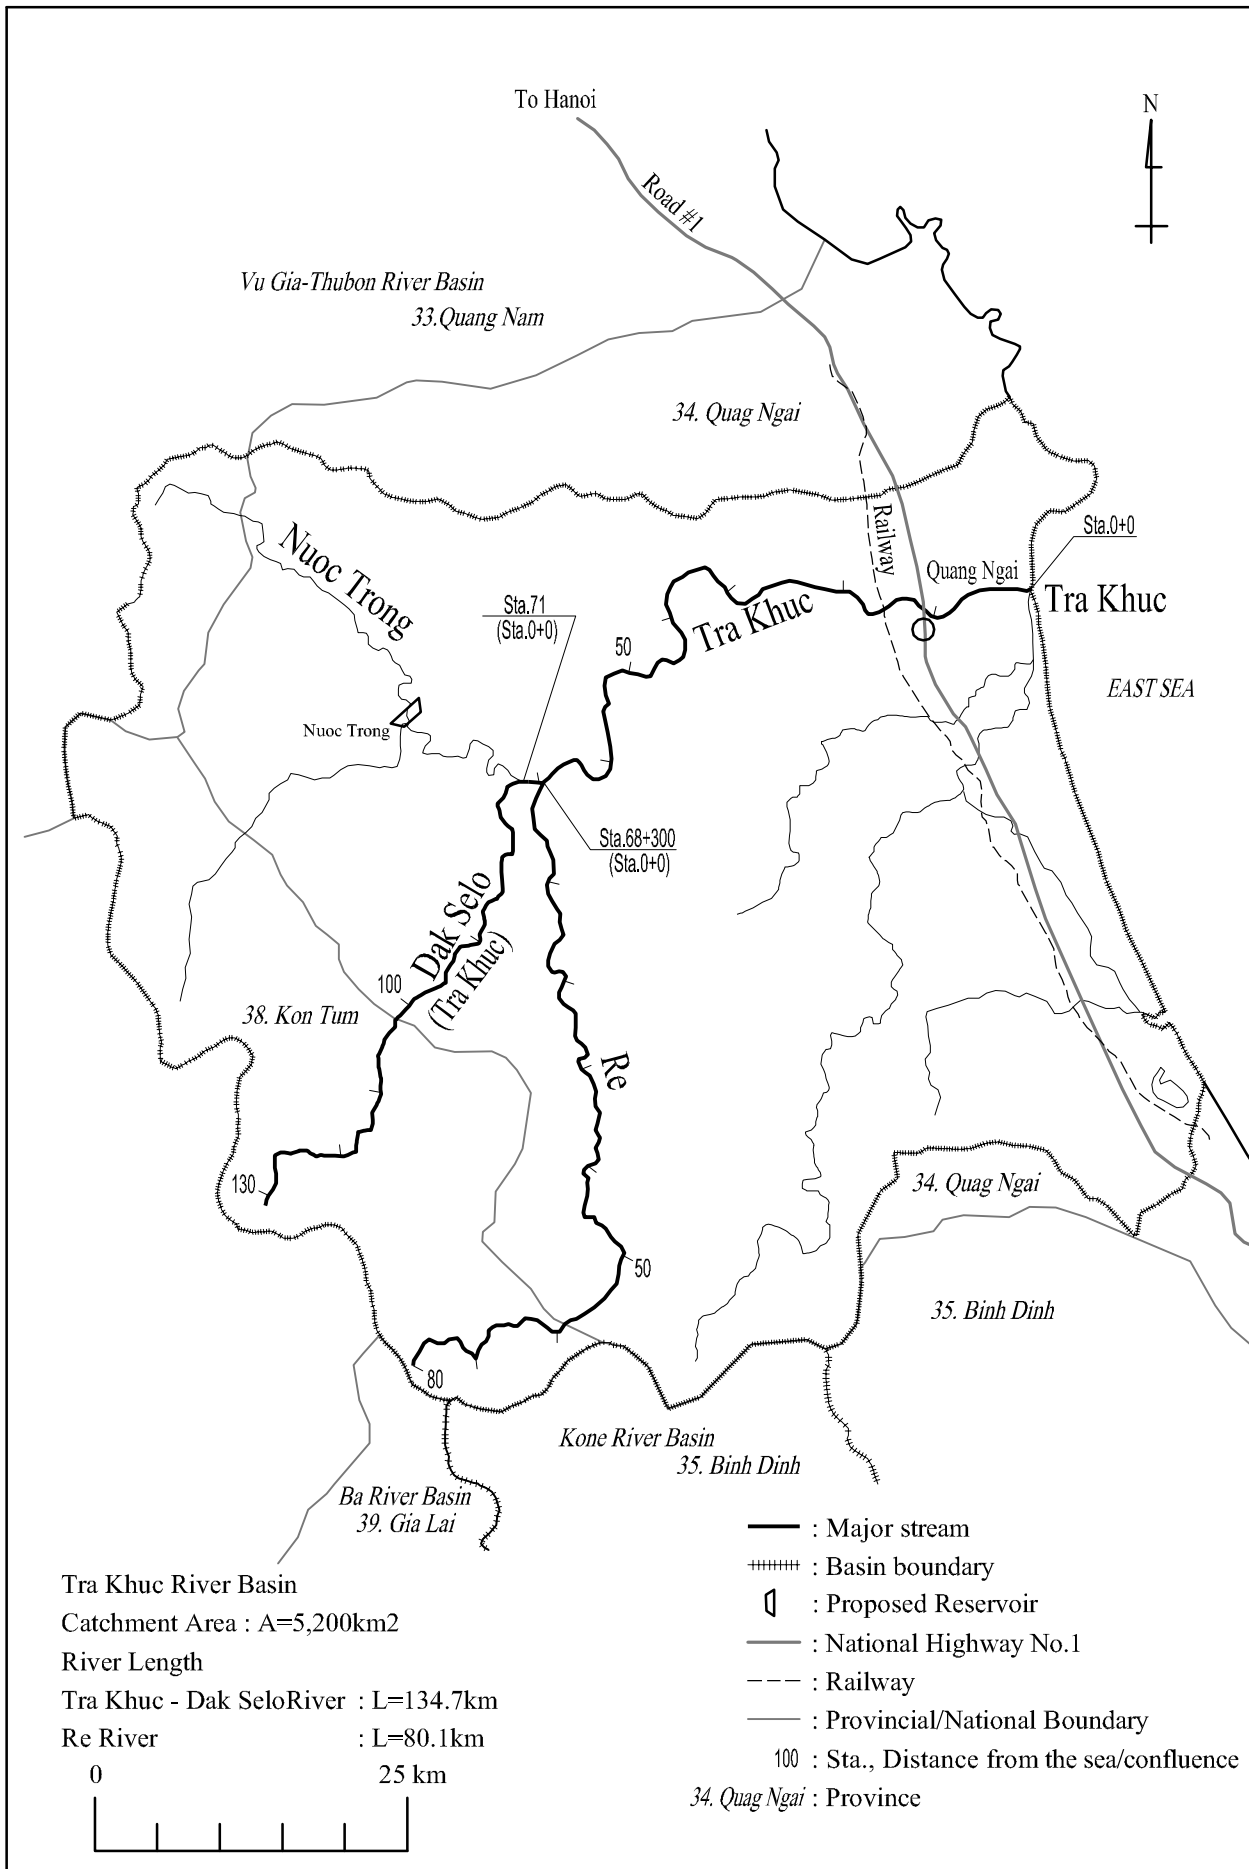 To Hanoi
N
Road #1
Vu Gia-Thubon River Basin
33.Quang Nam
34. Quag Ngai
Nuoc Trong
Railway
Sta.0+0
Quang Ngai
Tra Khuc
Tra Khuc
Sta.71
(Sta.0+0)
50
EAST SEA
Nuoc Trong
Sta.68+300
(Sta.0+0)
Dak Selo
(Tra Khuc)
100
38. Kon Tum
Re
130
34. Quag Ngai
50
35. Binh Dinh
80
Kone River Basin
35. Binh Dinh
Ba River Basin
39. Gia Lai
Tra Khuc River Basin
Catchment Area : A=5,200km2
River Length
Tra Khuc - Dak SeloRiver : L=134.7km
Re River : L=80.1km
0 25 km
: Major stream
: Basin boundary
: Proposed Reservoir
: National Highway No.1
: Railway
: Provincial/National Boundary
100 : Sta., Distance from the sea/confluence
34. Quag Ngai : Province